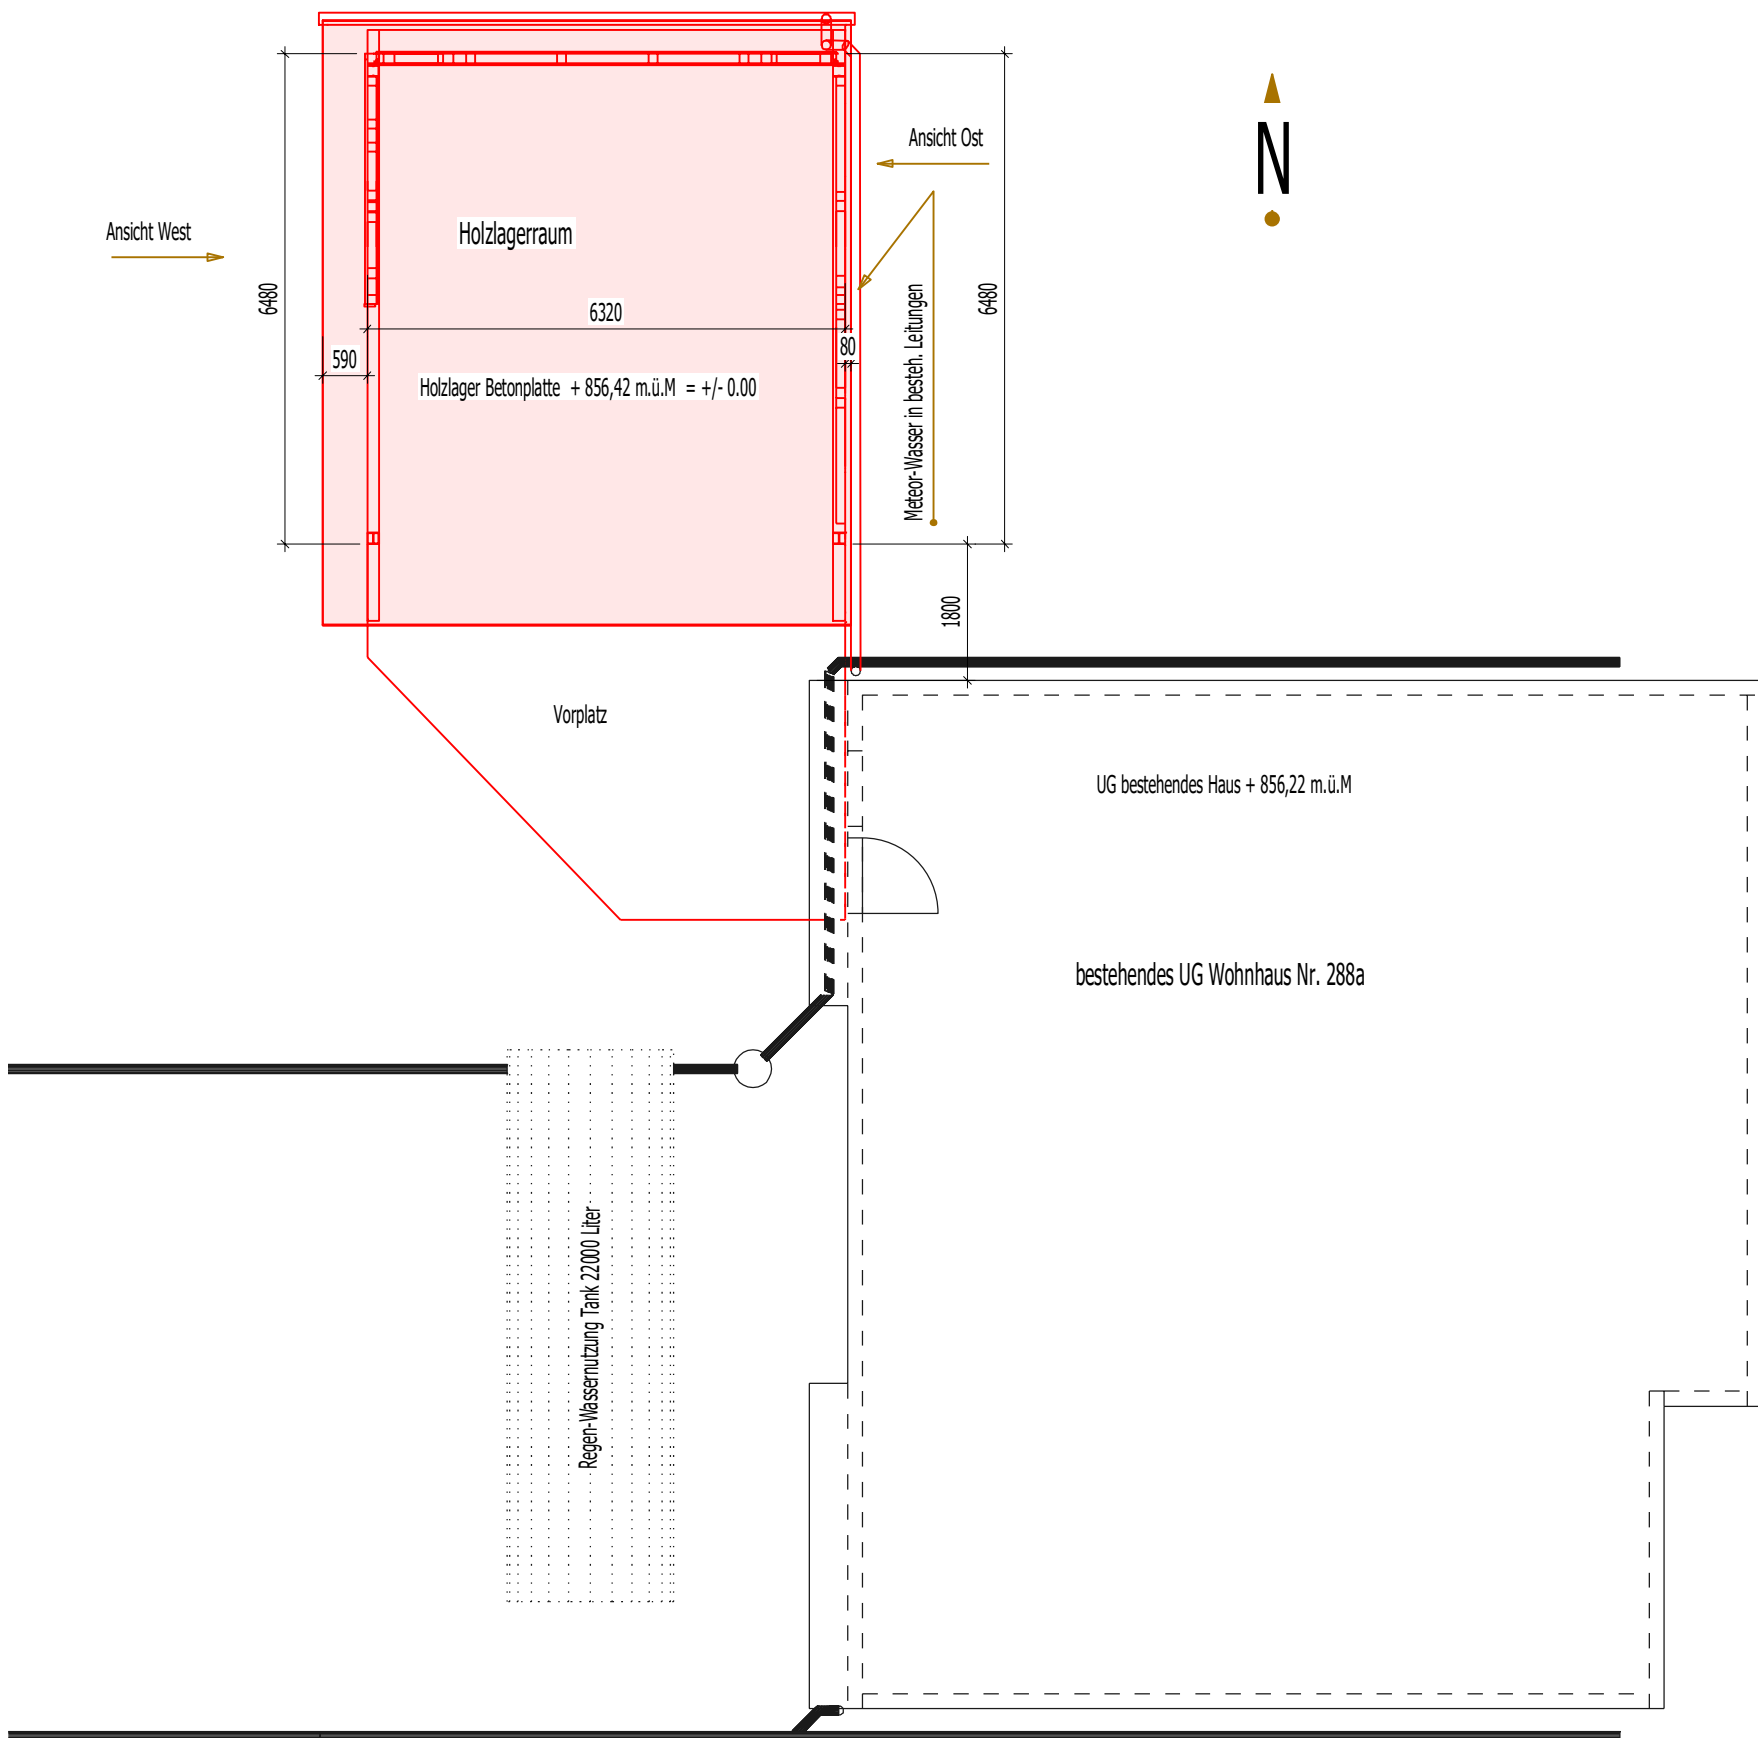 Ansicht Ost
N
Ansicht West
Holzlagerraum
6480
6320
6480
590
80
Holzlager Betonplatte + 856,42 m.ü.M = +/- 0.00
Meteor-Wasser in besteh. Leitungen
1800
Vorplatz
UG bestehendes Haus + 856,22 m.ü.M
bestehendes UG Wohnhaus Nr. 288a
Regen-Wassernutzung Tank 22000 Liter